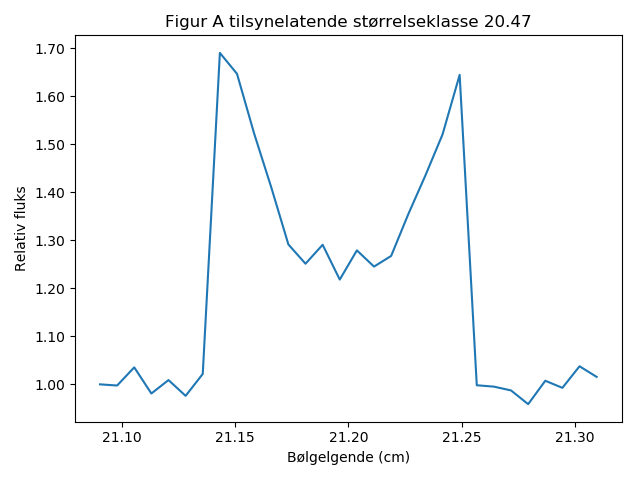 Figur A tilsynelatende størrelseklasse 20.47
1.70
1.60
1.50
1.40
1.30
1.20
1.10
1.00
Relativ fluks
21.10 21.15 21.20 21.25 21.30
Bølgelgende (cm)